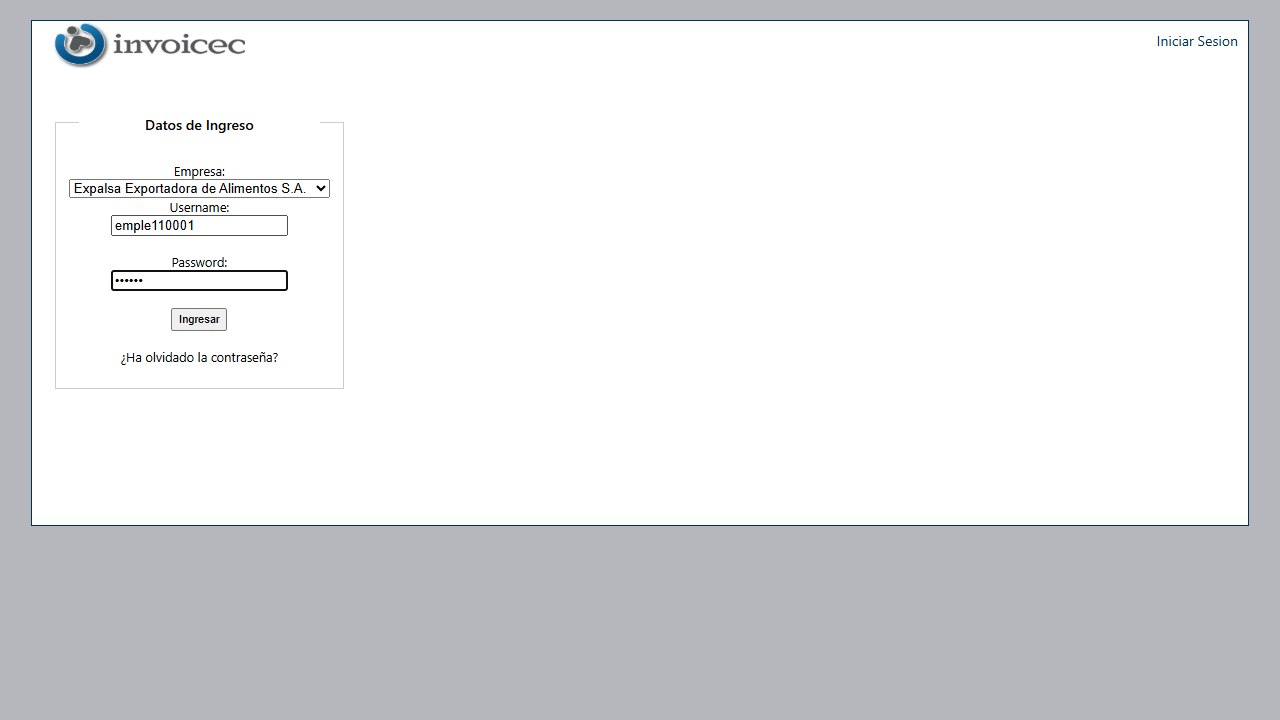 invoicec
Iniciar Sesion
Datos de Ingreso
Empresa:
Expalsa Exportadora de Alimentos S.A.
Username:
emple110001
Password:
••••••
Ingresar
¿Ha olvidado la contraseña?